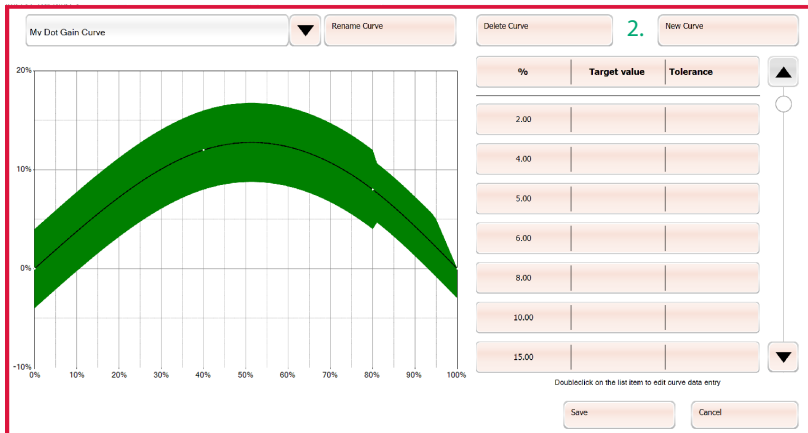 My Dot Gain Curve
Rename Curve
Delete Curve
2.
New Curve
20%
10%
0%
-10%
0% 10% 20% 30% 40% 50% 60% 70% 80% 90% 100%
% Target value Tolerance
2.00
4.00
5.00
6.00
8.00
10.00
15.00
Doubleclick on the list item to edit curve data entry
Save
Cancel